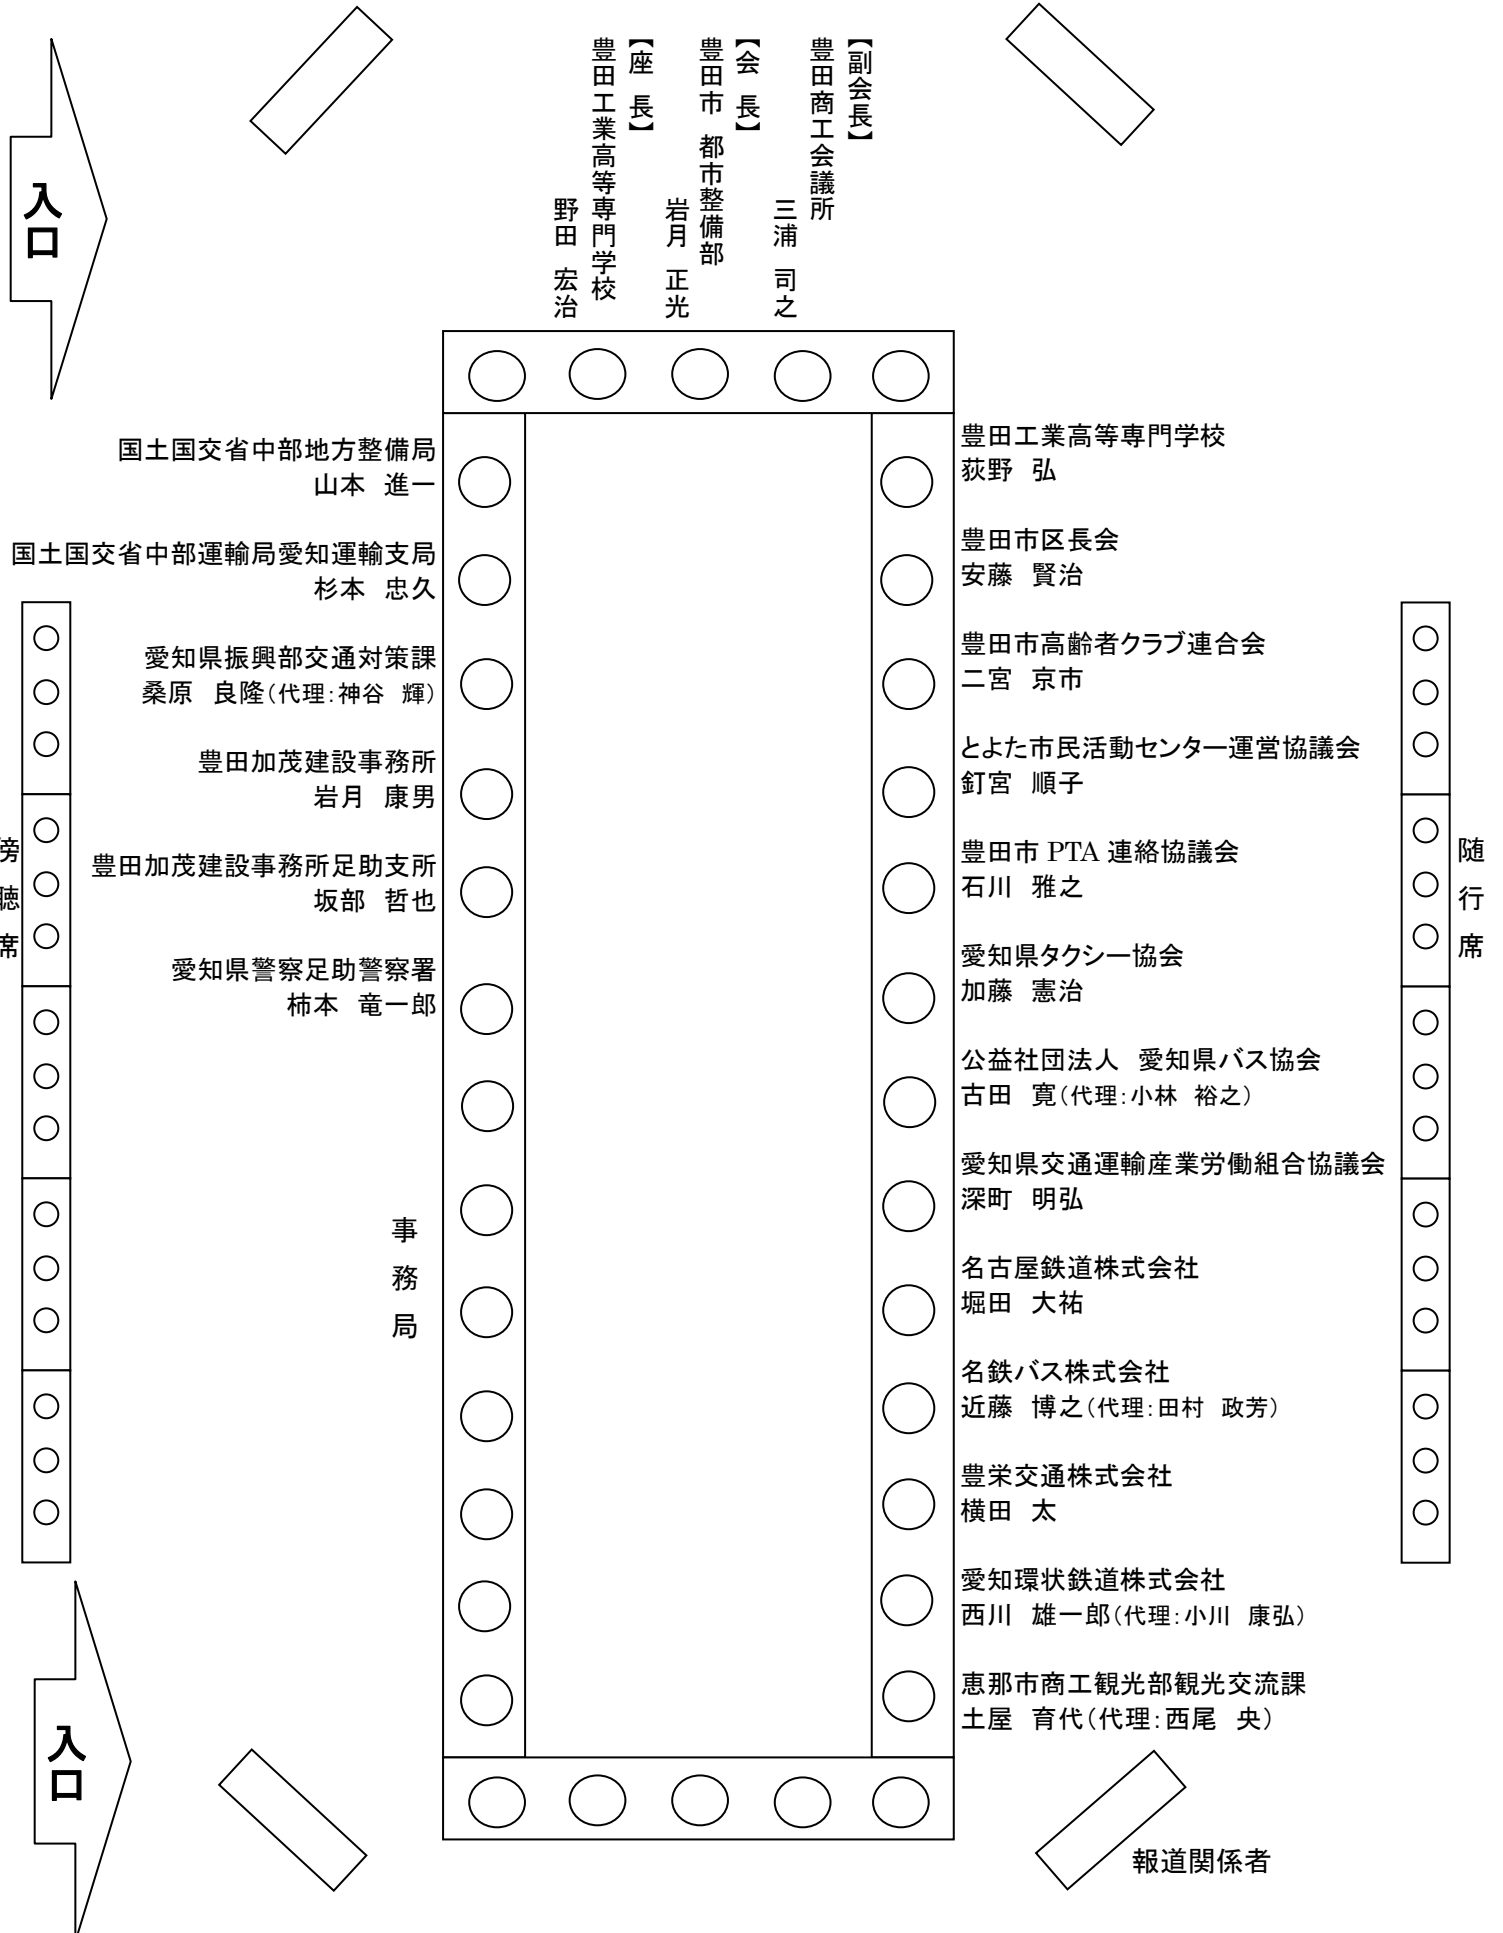 入口
【副会長】
豊田商工会議所
三浦 司之
【会 長】
豊田市 都市整備部
岩月 正光
【座 長】
豊田工業高等専門学校
野田 宏治
国土国交省中部地方整備局
山本 進一
国土国交省中部運輸局愛知運輸支局
杉本 忠久
愛知県振興部交通対策課
桑原 良隆(代理:神谷 輝)
豊田加茂建設事務所
岩月 康男
豊田加茂建設事務所足助支所
坂部 哲也
愛知県警察足助警察署
柿本 竜一郎
事務局
傍聴席
豊田工業高等専門学校
荻野 弘
豊田市区長会
安藤 賢治
豊田市高齢者クラブ連合会
二宮 京市
とよた市民活動センター運営協議会
釘宮 順子
豊田市 PTA 連絡協議会
石川 雅之
愛知県タクシー協会
加藤 憲治
公益社団法人 愛知県バス協会
古田 寛(代理:小林 裕之)
愛知県交通運輸産業労働組合協議会
深町 明弘
名古屋鉄道株式会社
堀田 大祐
名鉄バス株式会社
近藤 博之(代理:田村 政芳)
豊栄交通株式会社
横田 太
愛知環状鉄道株式会社
西川 雄一郎(代理:小川 康弘)
恵那市商工観光部観光交流課
土屋 育代(代理:西尾 央)
随行席
入口
報道関係者